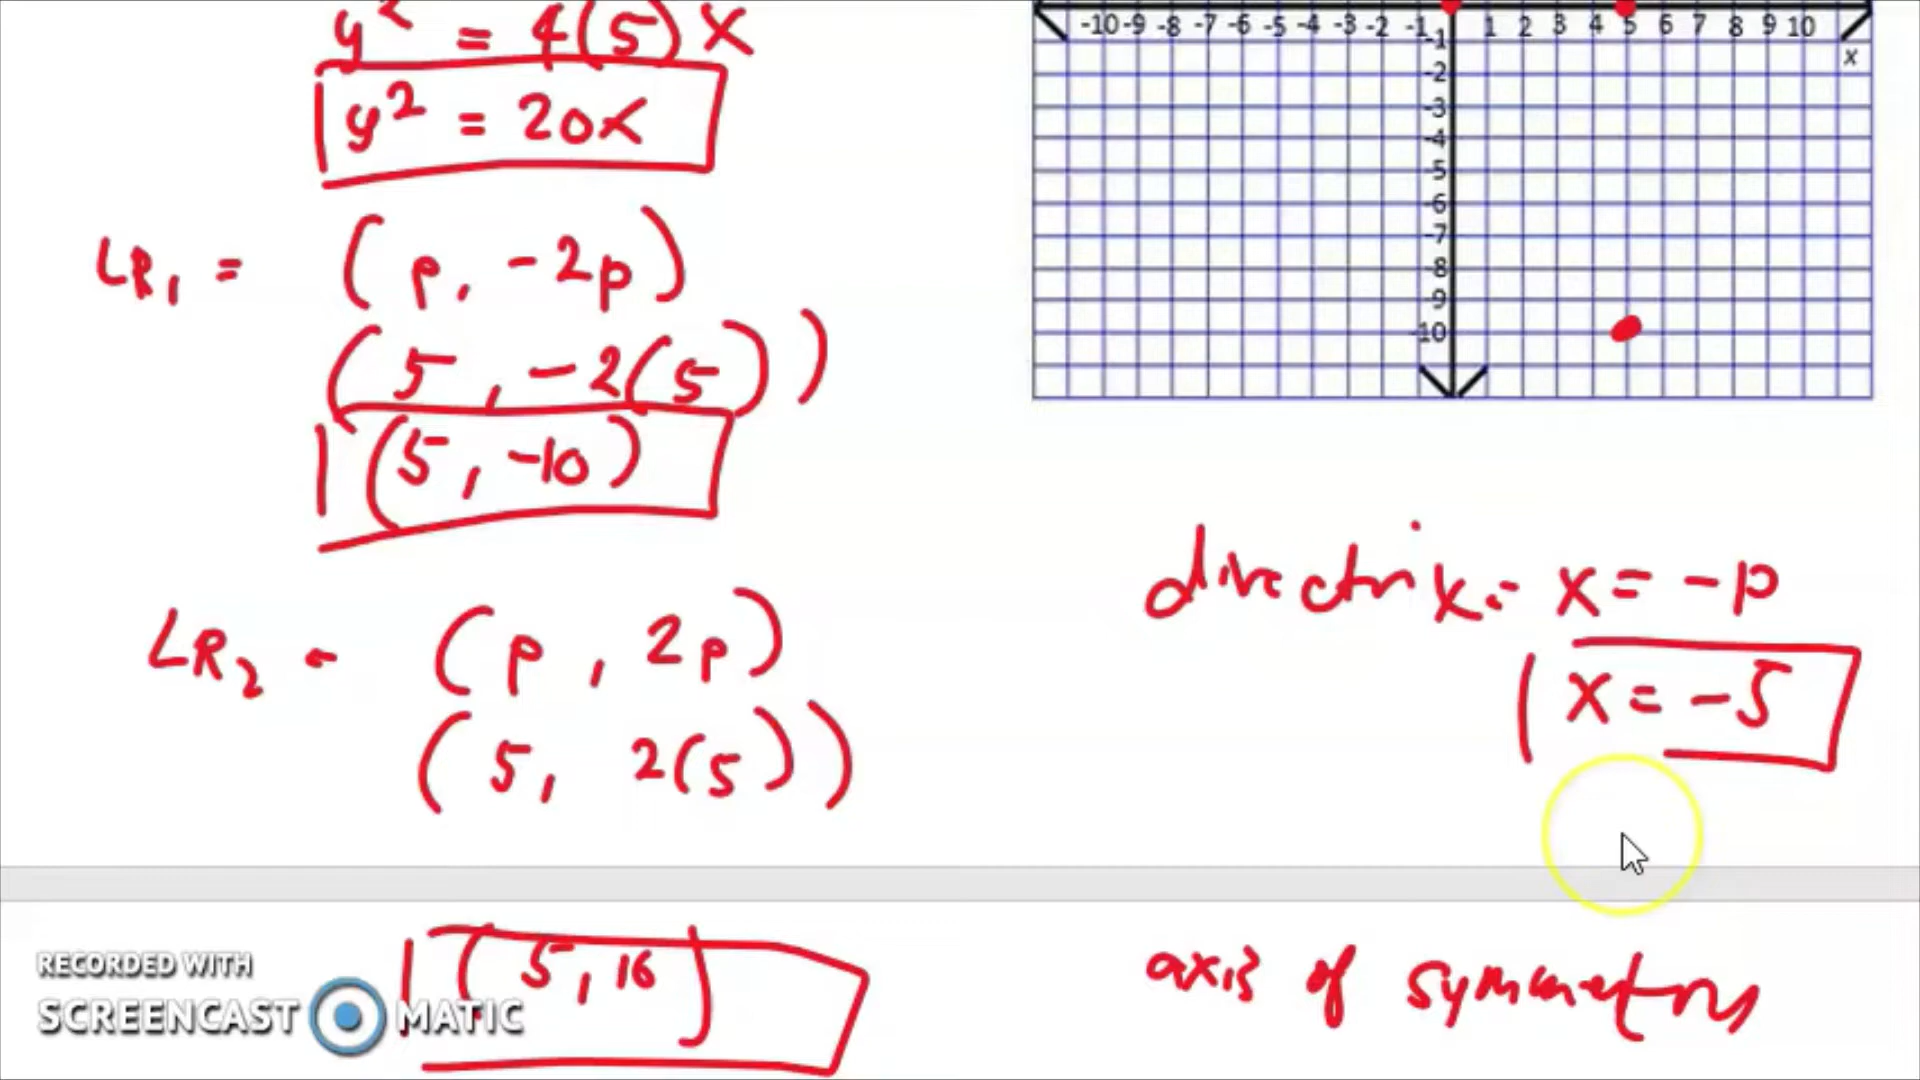 y² = 4(5)x
y² = 20x
LR₁ = (p, -2p)
(5, -2(5))
(5, -10)
LR₂ - (p, 2p)
(5, 2(5))
(5, 16)
-10 -9 -8 -7 -6 -5 -4 -3 -2 -1 1 2 3 4 5 6 7 8 9 10
x
-1
-2
-3
-4
-5
-6
-7
-8
-9
-10
directrix = x = -p
x = -5
axis of symmetry
RECORDED WITH
SCREENCAST MATIC